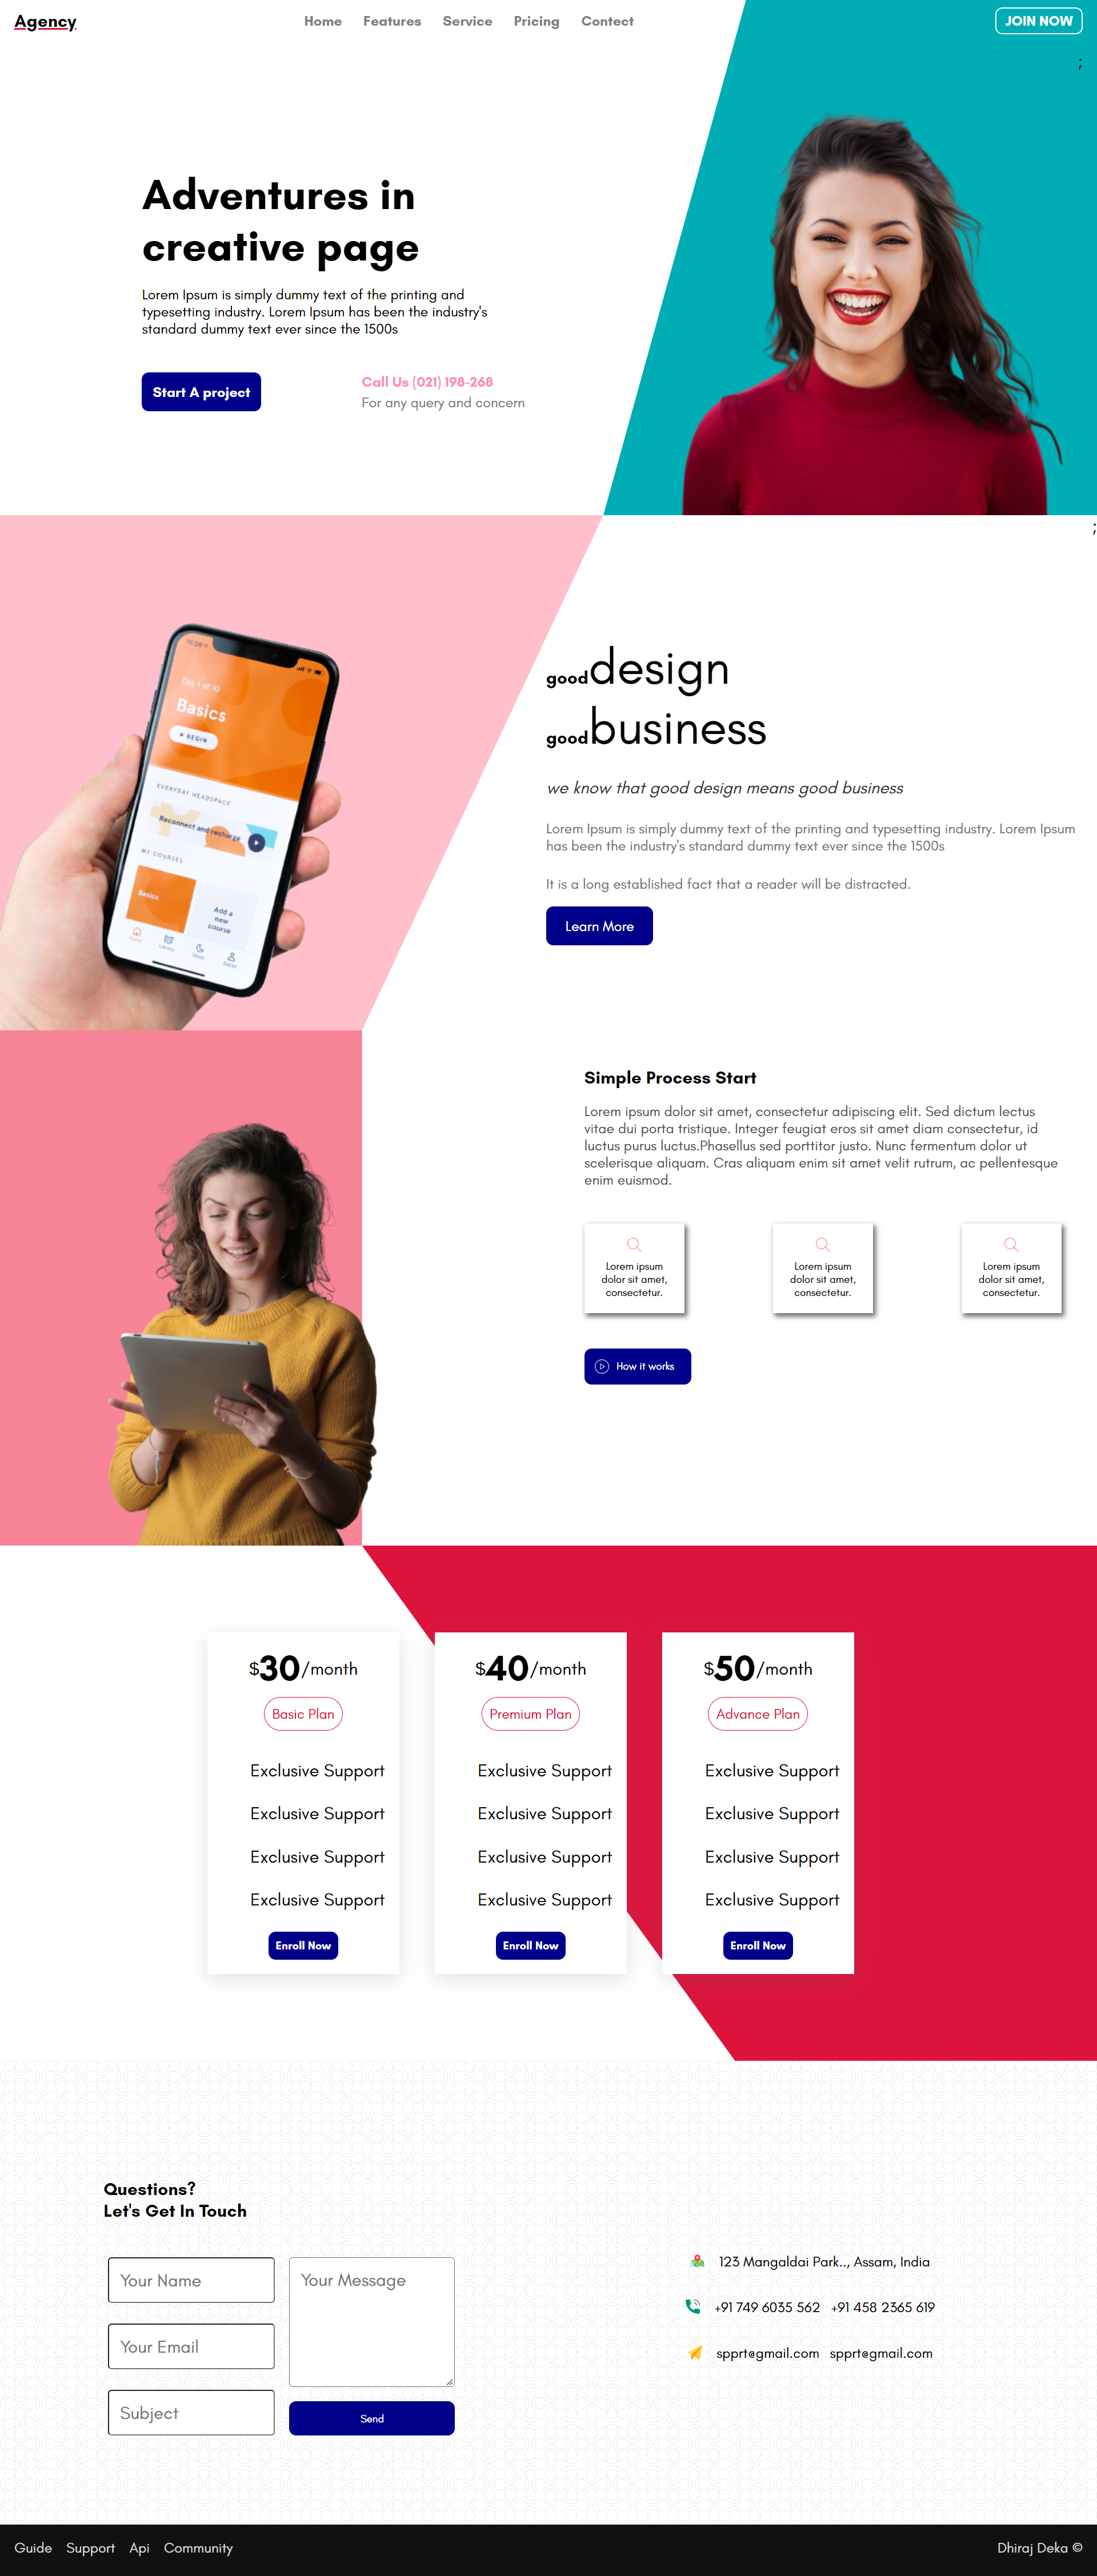 Agency
Home Features Service Pricing Contect
JOIN NOW
;
Adventures in
creative page
Lorem Ipsum is simply dummy text of the printing and
typesetting industry. Lorem Ipsum has been the industry's
standard dummy text ever since the 1500s
Start A project
Call Us (021) 198-268
For any query and concern
;
Day 1 of 10
Basics
BEGIN
EVERYDAY HEADSPACE
Reconnect and recharge
MY COURSES
Basics
Add a
new
course
gooddesign
goodbusiness
we know that good design means good business
Lorem Ipsum is simply dummy text of the printing and typesetting industry. Lorem Ipsum
has been the industry's standard dummy text ever since the 1500s
It is a long established fact that a reader will be distracted.
Learn More
Simple Process Start
Lorem ipsum dolor sit amet, consectetur adipiscing elit. Sed dictum lectus
vitae dui porta tristique. Integer feugiat eros sit amet diam consectetur, id
luctus purus luctus.Phasellus sed porttitor justo. Nunc fermentum dolor ut
scelerisque aliquam. Cras aliquam enim sit amet velit rutrum, ac pellentesque
enim euismod.
Lorem ipsum
dolor sit amet,
consectetur.
Lorem ipsum
dolor sit amet,
consectetur.
Lorem ipsum
dolor sit amet,
consectetur.
How it works
$30/month
Basic Plan
Exclusive Support
Exclusive Support
Exclusive Support
Exclusive Support
Enroll Now
$40/month
Premium Plan
Exclusive Support
Exclusive Support
Exclusive Support
Exclusive Support
Enroll Now
$50/month
Advance Plan
Exclusive Support
Exclusive Support
Exclusive Support
Exclusive Support
Enroll Now
Questions?
Let's Get In Touch
Your Name
Your Email
Subject
Your Message
Send
123 Mangaldai Park.., Assam, India
+91 749 6035 562 +91 458 2365 619
spprt@gmail.com spprt@gmail.com
Guide Support Api Community
Dhiraj Deka ©